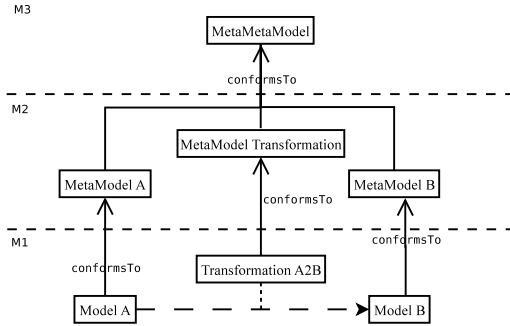 M3
MetaMetaModel
conformsTo
M2
MetaModel Transformation
MetaModel A
MetaModel B
conformsTo
M1
conformsTo
conformsTo
Transformation A2B
Model A
Model B